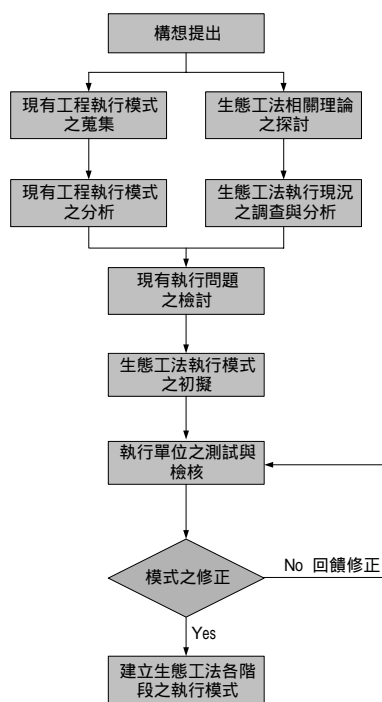 構想提出
現有工程執行模式
之蒐集
生態工法相關理論
之探討
現有工程執行模式
之分析
生態工法執行現況
之調查與分析
現有執行問題
之檢討
生態工法執行模式
之初擬
執行單位之測試與
檢核
模式之修正
No 回饋修正
Yes
建立生態工法各階
段之執行模式